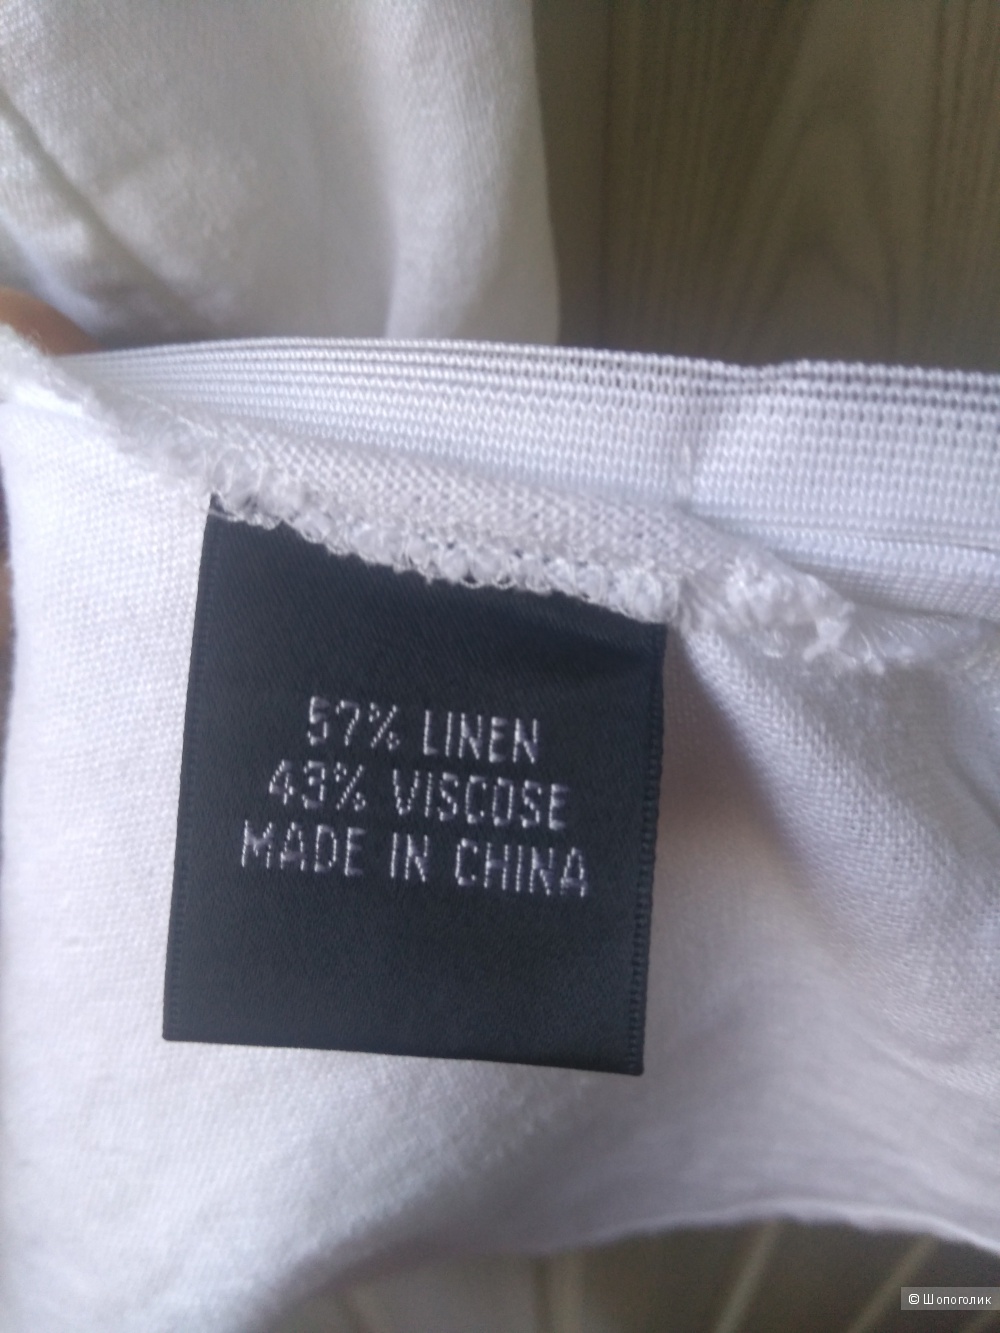 57% LINEN
43% VISCOSE
MADE IN CHINA
© Шопоголик